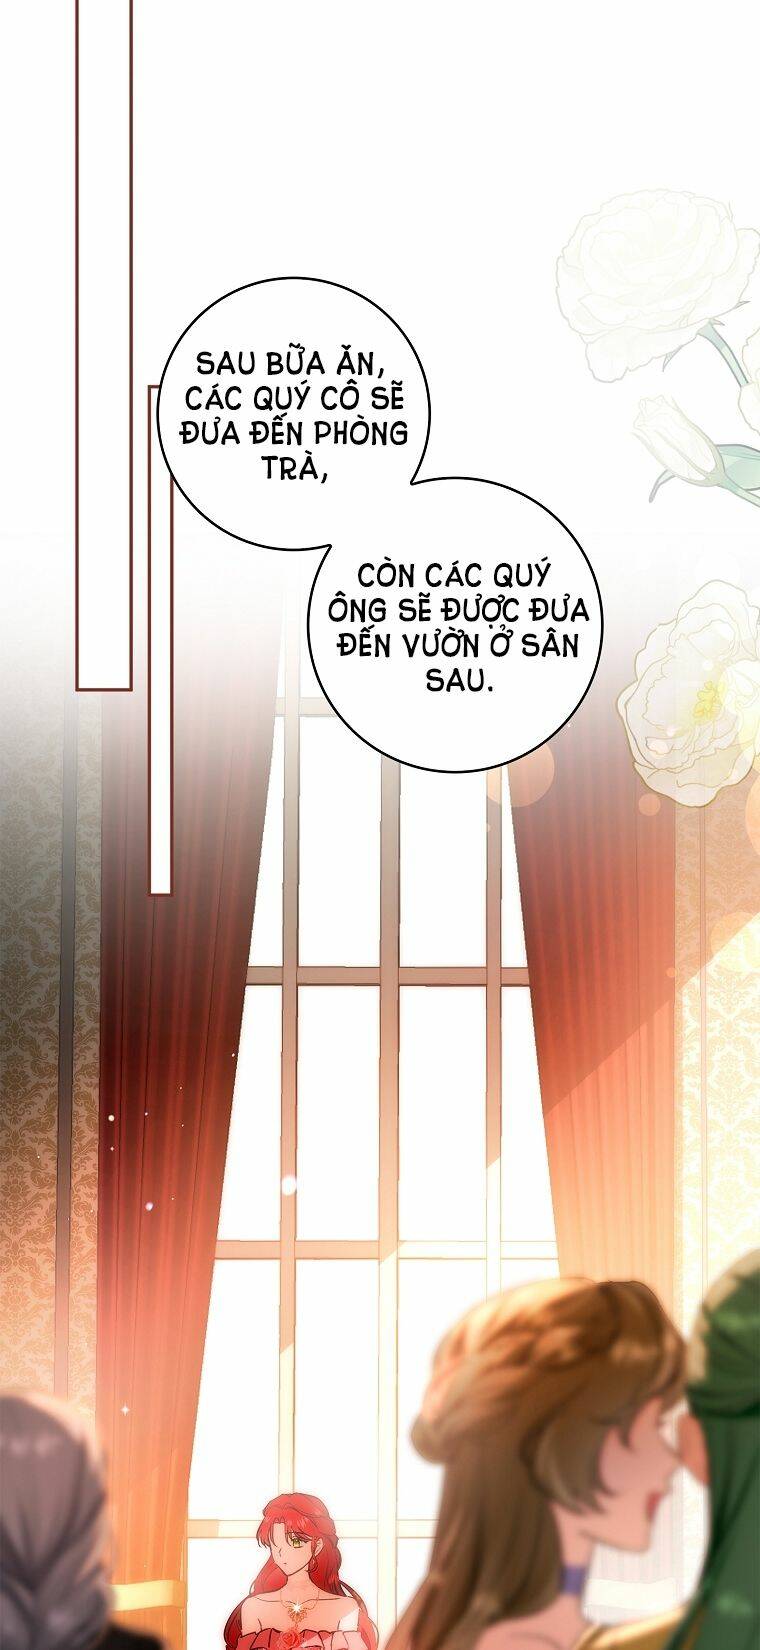 SAU BỮA ĂN,
CÁC QUÝ CÔ SẼ
ĐƯA ĐẾN PHÒNG
TRÀ,
CÒN CÁC QUÝ
ÔNG SẼ ĐƯỢC ĐƯA
ĐẾN VƯỜN Ở SÂN
SAU.